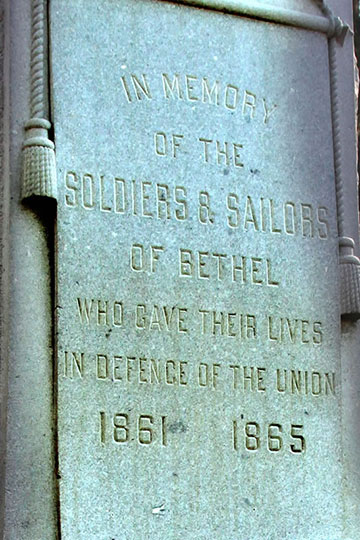 IN MEMORY
OF THE
SOLDIERS & SAILORS
OF BETHEL
WHO GAVE THEIR LIVES
IN DEFENCE OF THE UNION
1861 1865